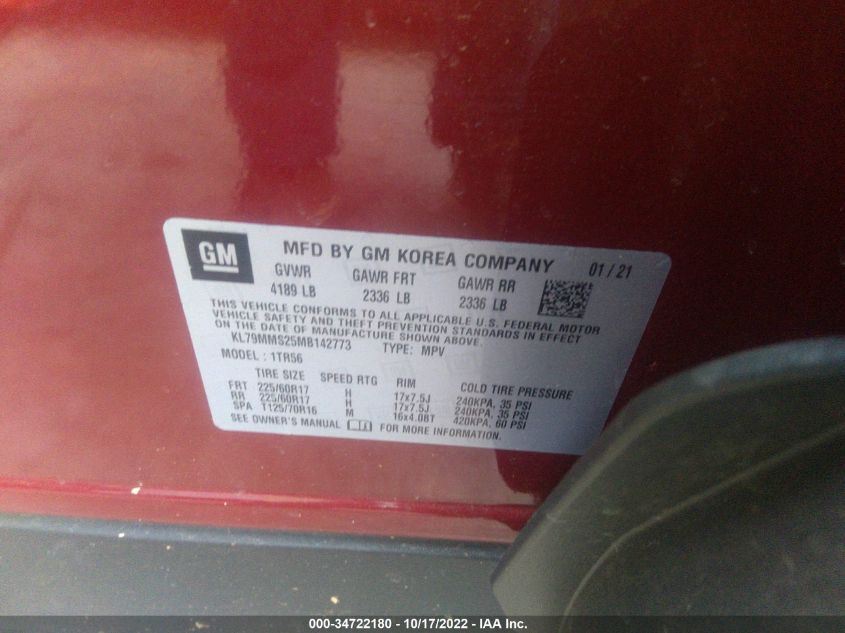 GM MFD BY GM KOREA COMPANY 01 / 21
GVWR GAWR FRT GAWR RR
4189 LB 2336 LB 2336 LB
THIS VEHICLE CONFORMS TO ALL APPLICABLE U.S. FEDERAL MOTOR
VEHICLE SAFETY AND THEFT PREVENTION STANDARDS IN EFFECT
ON THE DATE OF MANUFACTURE SHOWN ABOVE.
KL79MMS25MB142773 TYPE: MPV
MODEL : 1TR56
TIRE SIZE SPEED RTG RIM COLD TIRE PRESSURE
FRT 225/60R17 H 17x7.5J 240KPA, 35 PSI
RR 225/60R17 H 17x7.5J 240KPA, 35 PSI
SPA T125/70R16 M 16x4.0BT 420KPA, 60 PSI
SEE OWNER'S MANUAL FOR MORE INFORMATION.
000-34722180 - 10/17/2022 - IAA Inc.